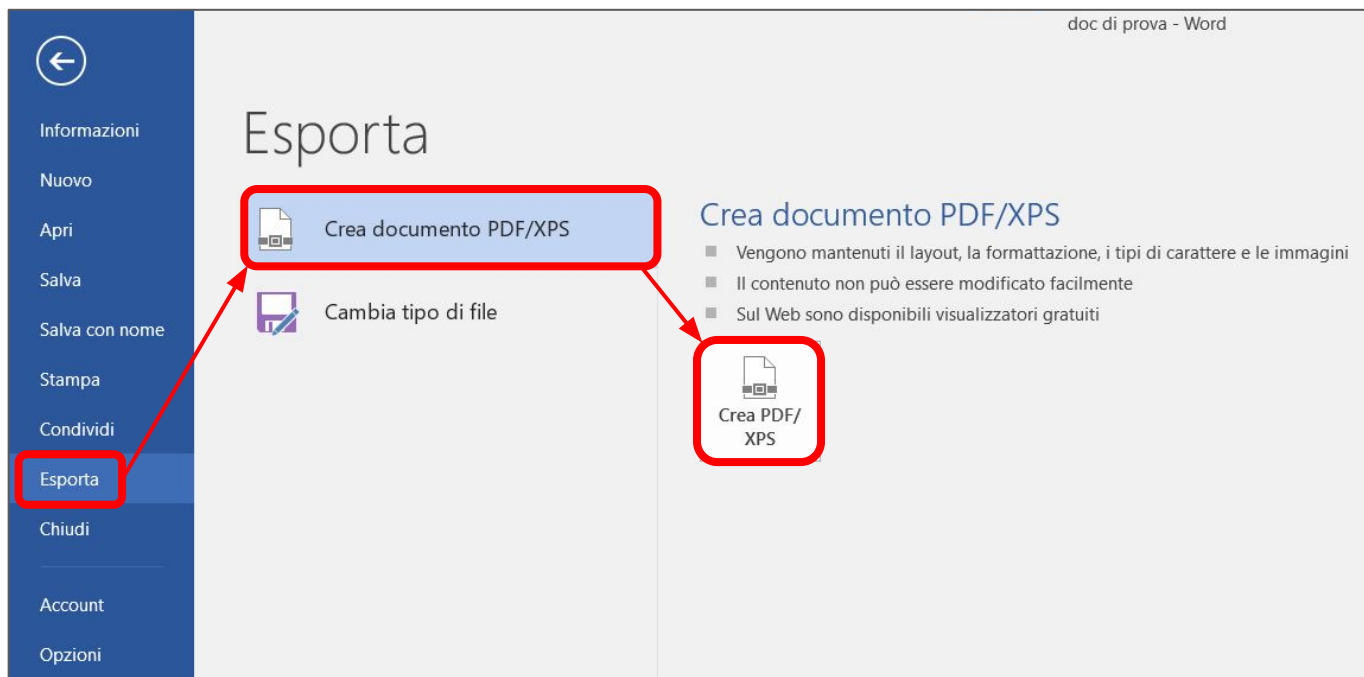 doc di prova - Word
Informazioni
Nuovo
Apri
Salva
Salva con nome
Stampa
Condividi
Esporta
Chiudi
Account
Opzioni
Esporta
Crea documento PDF/XPS
Cambia tipo di file
Crea documento PDF/XPS
Vengono mantenuti il layout, la formattazione, i tipi di carattere e le immagini
Il contenuto non può essere modificato facilmente
Sul Web sono disponibili visualizzatori gratuiti
Crea PDF/
XPS